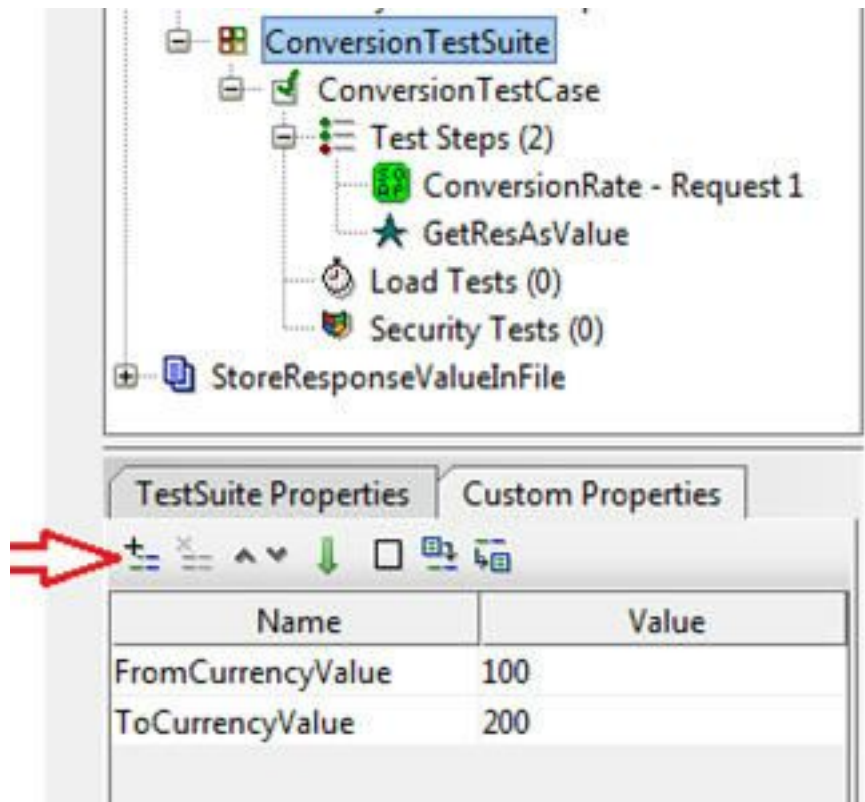 ConversionTestSuite
ConversionTestCase
Test Steps (2)
ConversionRate - Request 1
GetResAsValue
Load Tests (0)
Security Tests (0)
StoreResponseValueInFile
TestSuite Properties Custom Properties
Name Value
FromCurrencyValue 100
ToCurrencyValue 200